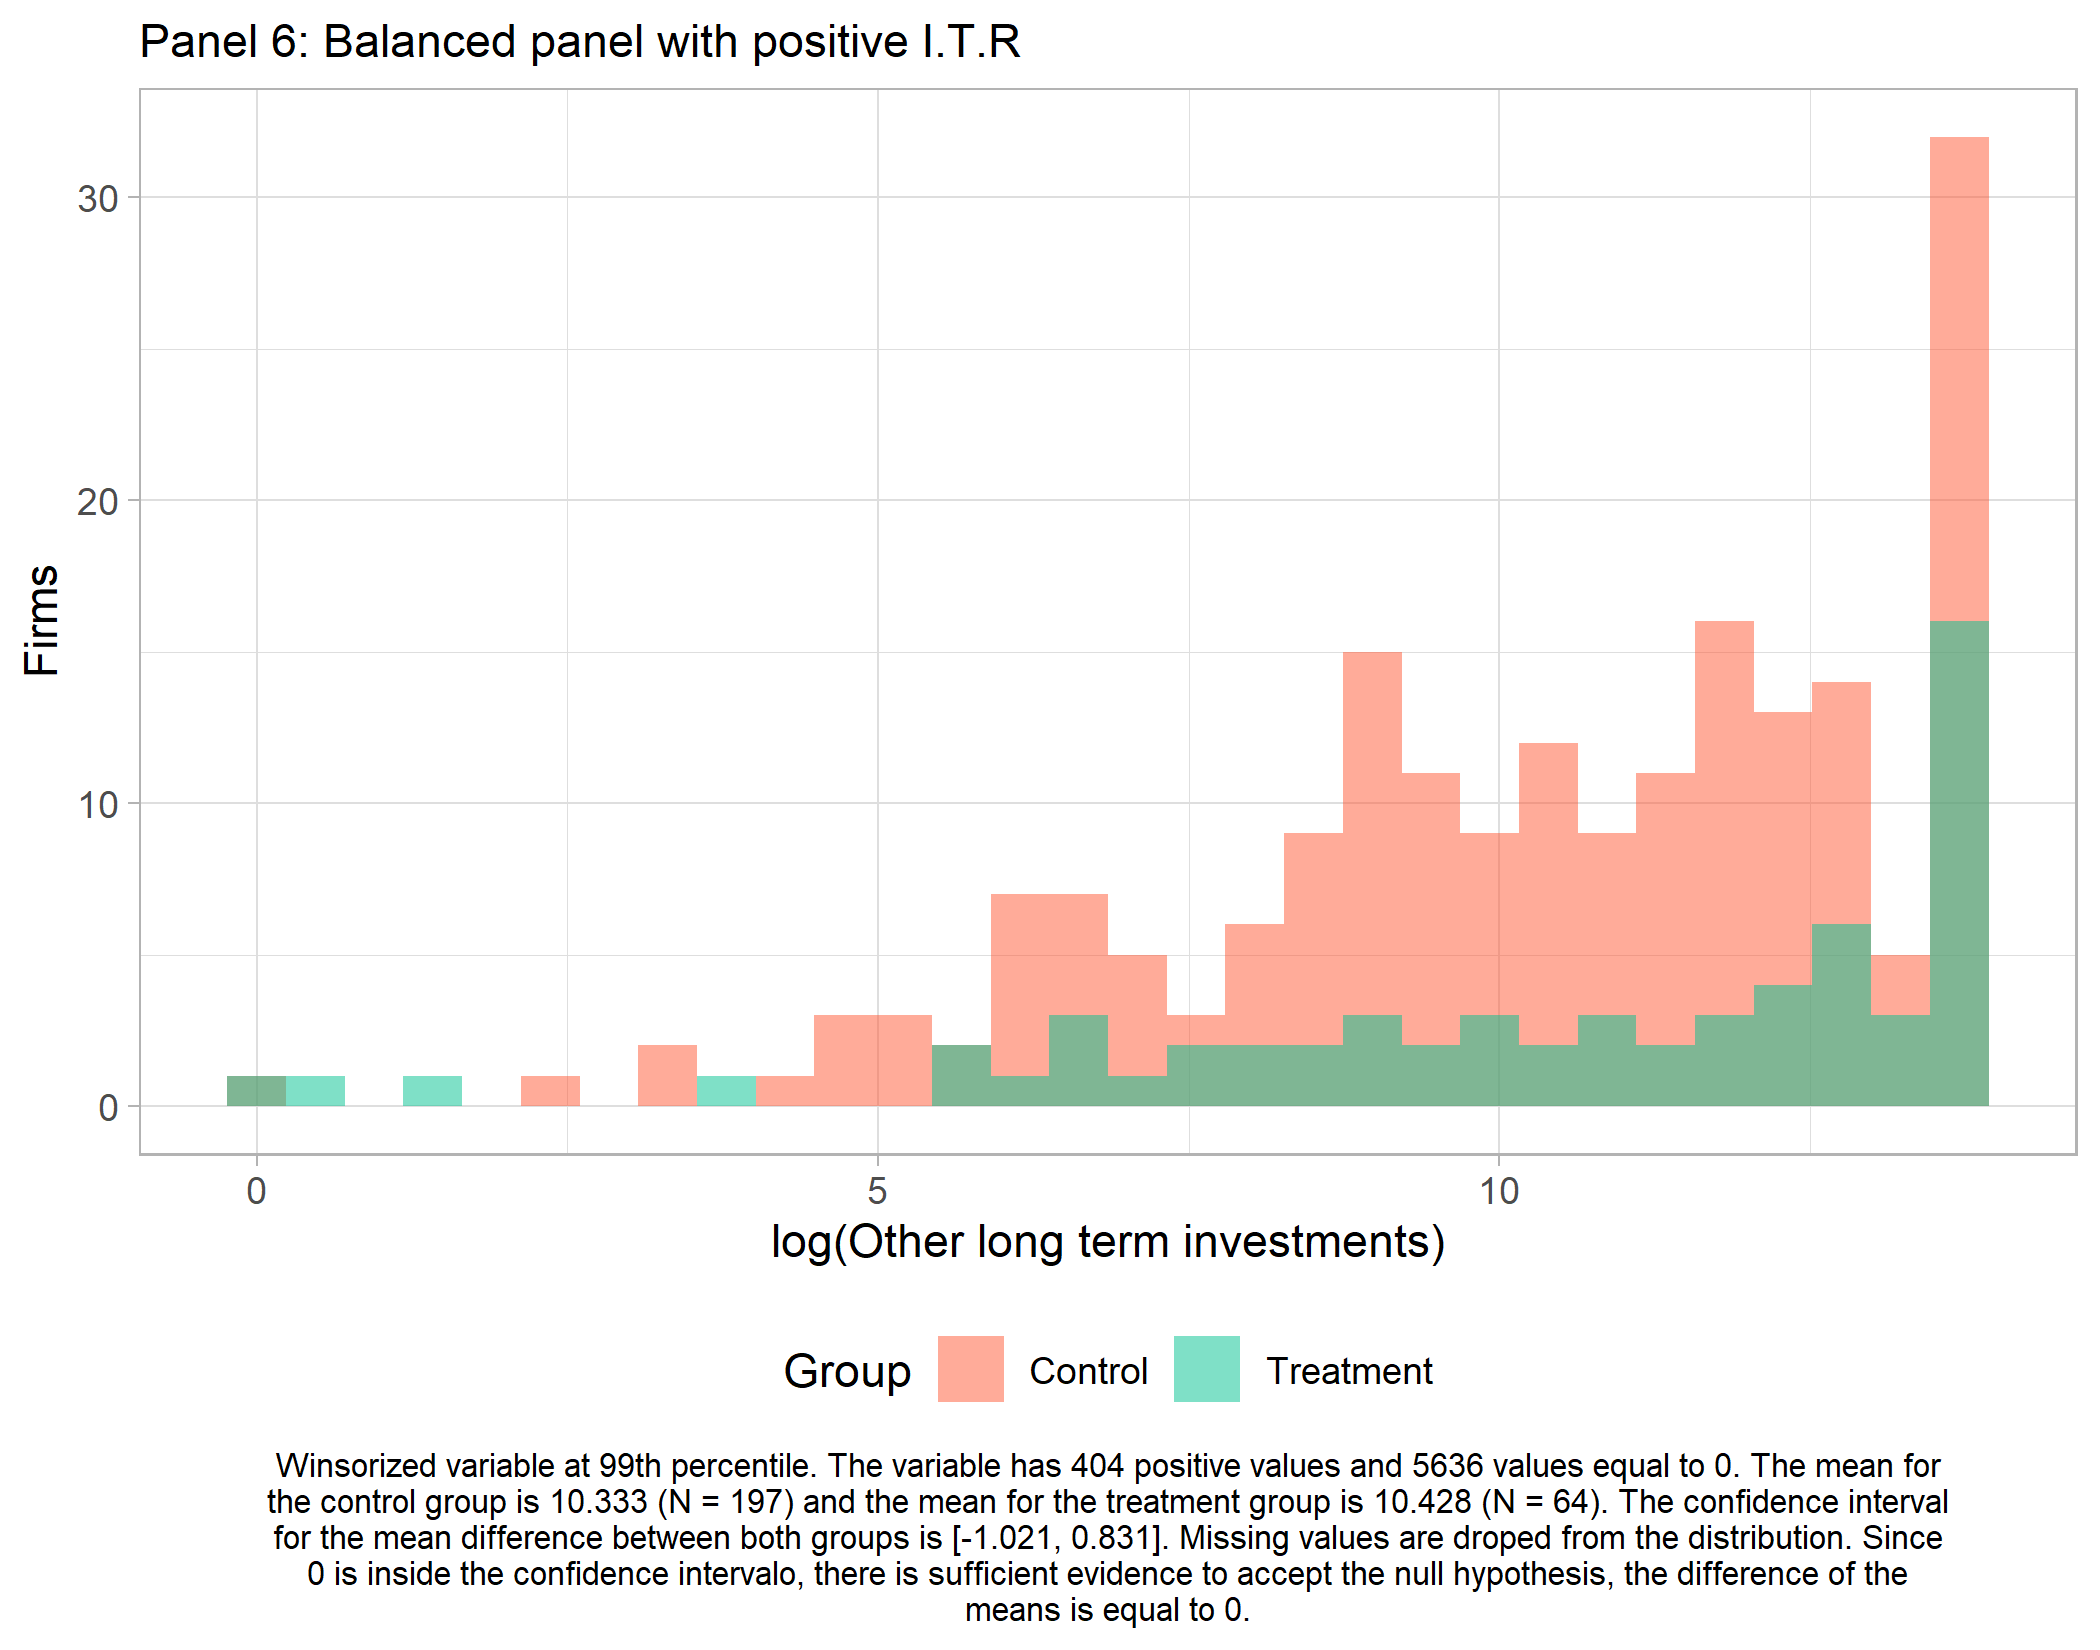 Panel 6: Balanced panel with positive I.T.R
30
20
10
0
Firms
0 5 10
log(Other long term investments)
Group Control Treatment
Winsorized variable at 99th percentile. The variable has 404 positive values and 5636 values equal to 0. The mean for
the control group is 10.333 (N = 197) and the mean for the treatment group is 10.428 (N = 64). The confidence interval
for the mean difference between both groups is [-1.021, 0.831]. Missing values are droped from the distribution. Since
0 is inside the confidence intervalo, there is sufficient evidence to accept the null hypothesis, the difference of the
means is equal to 0.